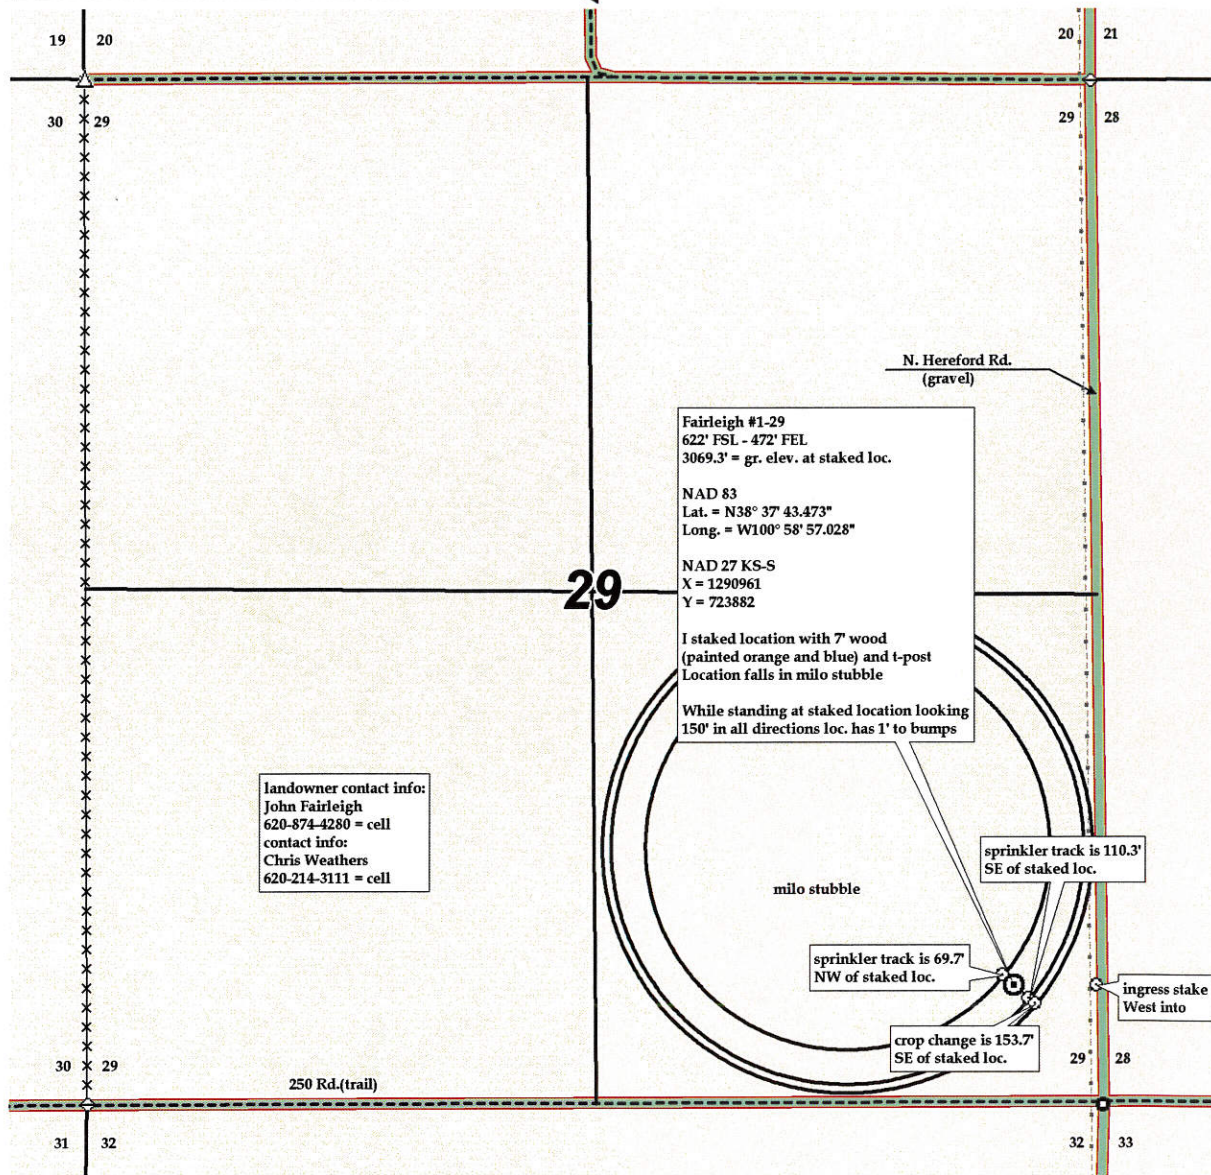 19 20
20 21
30 29
29 28
N. Hereford Rd.
(gravel)
Fairleigh #1-29
622' FSL - 472' FEL
3069.3' = gr. elev. at staked loc.
NAD 83
Lat. = N38° 37' 43.473"
Long. = W100° 58' 57.028"
NAD 27 KS-S
X = 1290961
Y = 723882
I staked location with 7' wood
(painted orange and blue) and t-post
Location falls in milo stubble
While standing at staked location looking
150' in all directions loc. has 1' to bumps
29
landowner contact info:
John Fairleigh
620-874-4280 = cell
contact info:
Chris Weathers
620-214-3111 = cell
sprinkler track is 110.3'
SE of staked loc.
milo stubble
sprinkler track is 69.7'
NW of staked loc.
ingress stake
West into
crop change is 153.7'
SE of staked loc.
30 29
29 28
250 Rd.(trail)
31 32
32 33